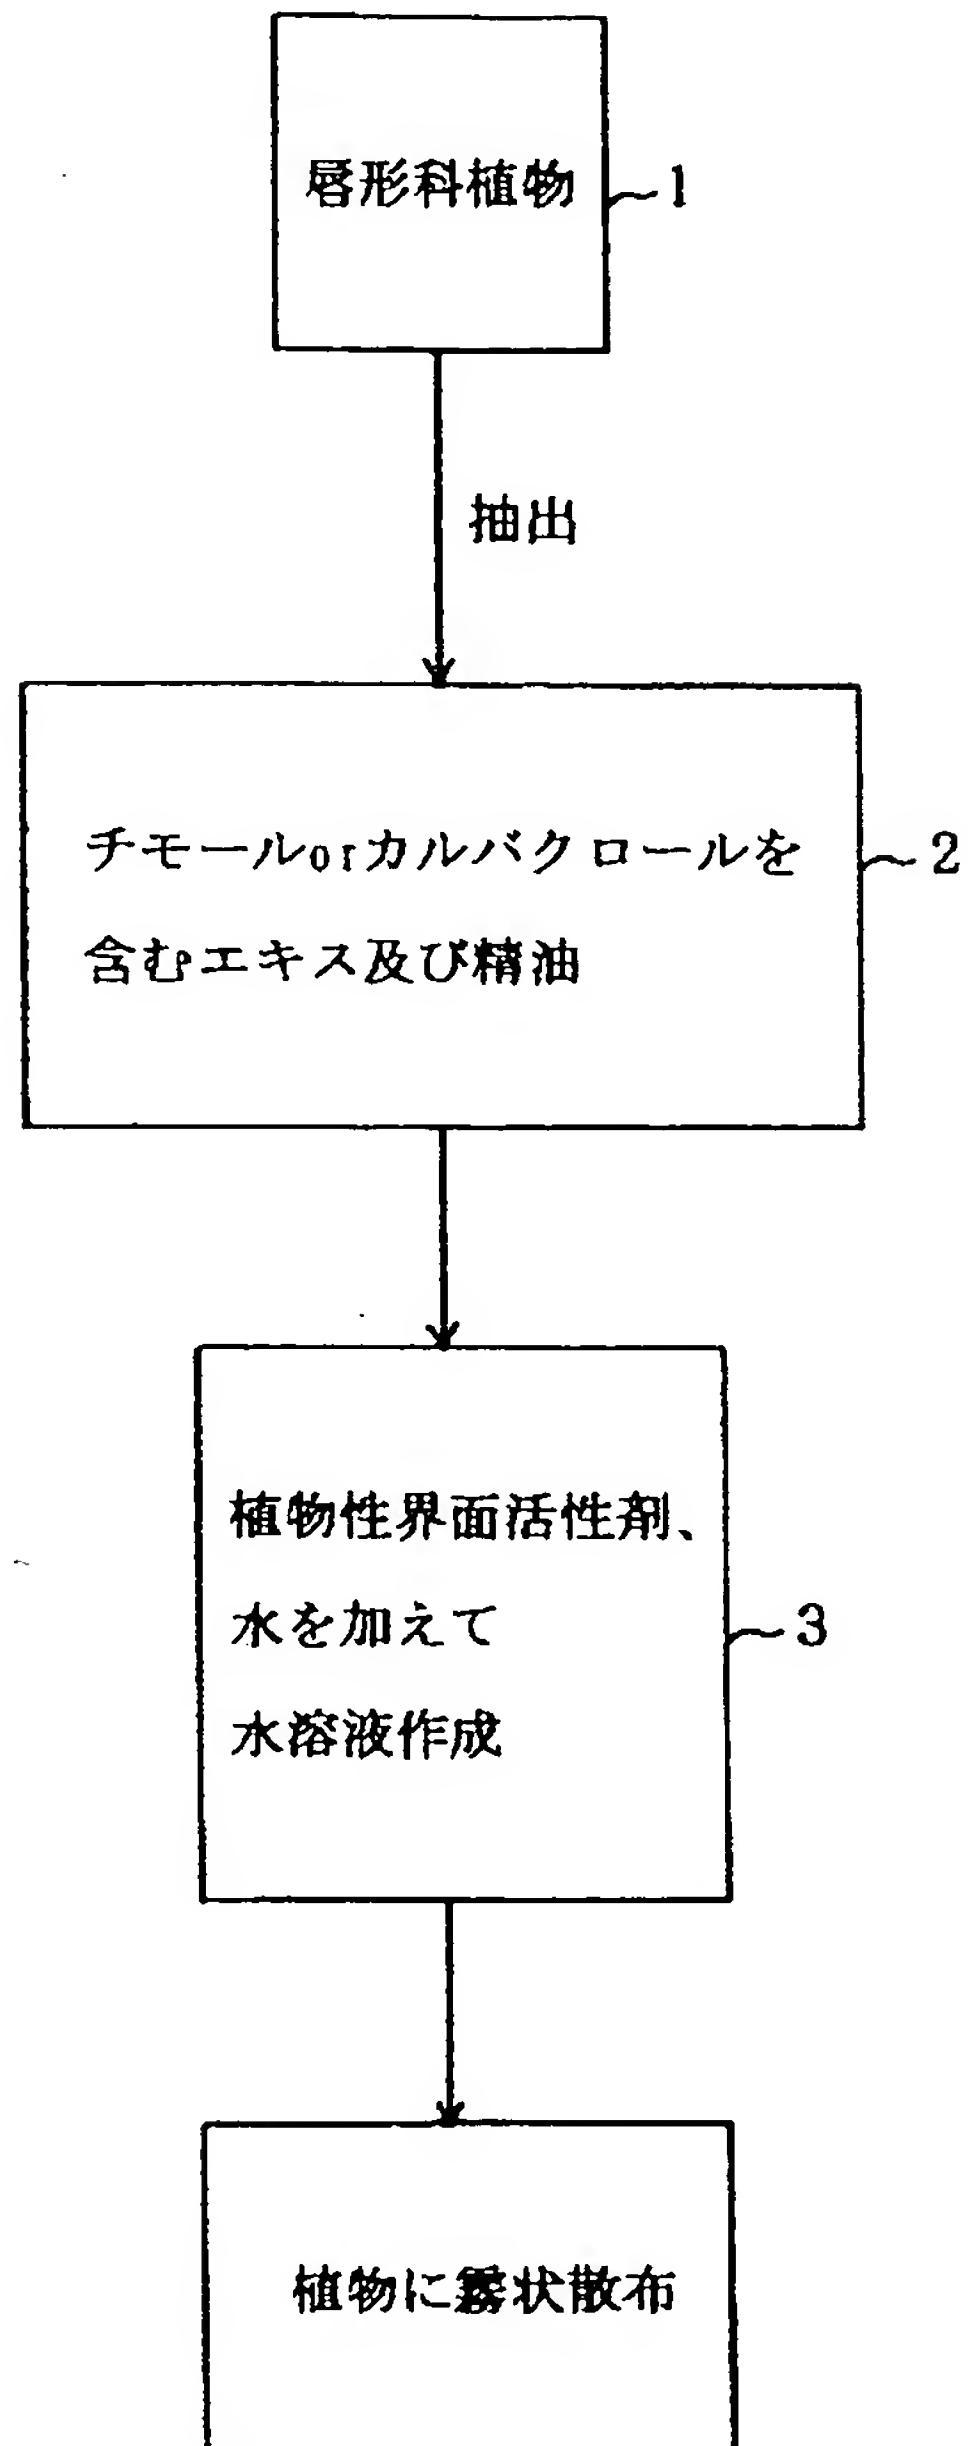 唇形科植物
1
抽出
チモールorカルバクロールを
2
含むエキス及び精油
植物性界面活性剤、
水を加えて
3
水溶液作成
植物に霧状散布